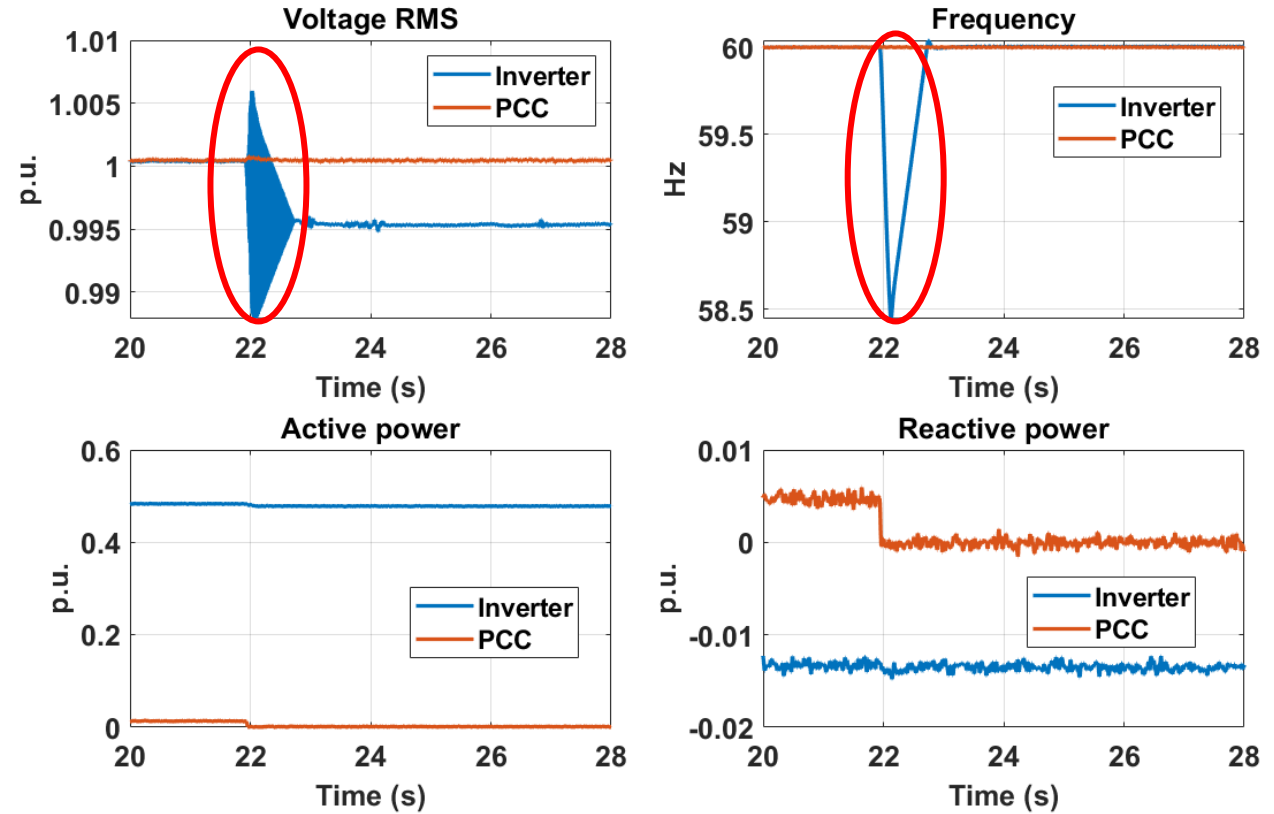 Voltage RMS
1.01
1.005
1
0.995
0.99
p.u.
Inverter
PCC
20 22 24 26 28
Time (s)
Frequency
60
59.5
59
58.5
Hz
Inverter
PCC
20 22 24 26 28
Time (s)
Active power
0.6
0.4
0.2
0
p.u.
Inverter
PCC
20 22 24 26 28
Time (s)
Reactive power
0.01
0
-0.01
-0.02
p.u.
Inverter
PCC
20 22 24 26 28
Time (s)